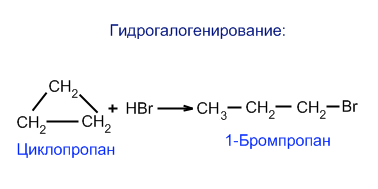 Гидрогалогенирование:
CH2
CH2 CH2 + HBr → CH3 — CH2 — CH2 — Br
Циклопропан 1-Бромпропан